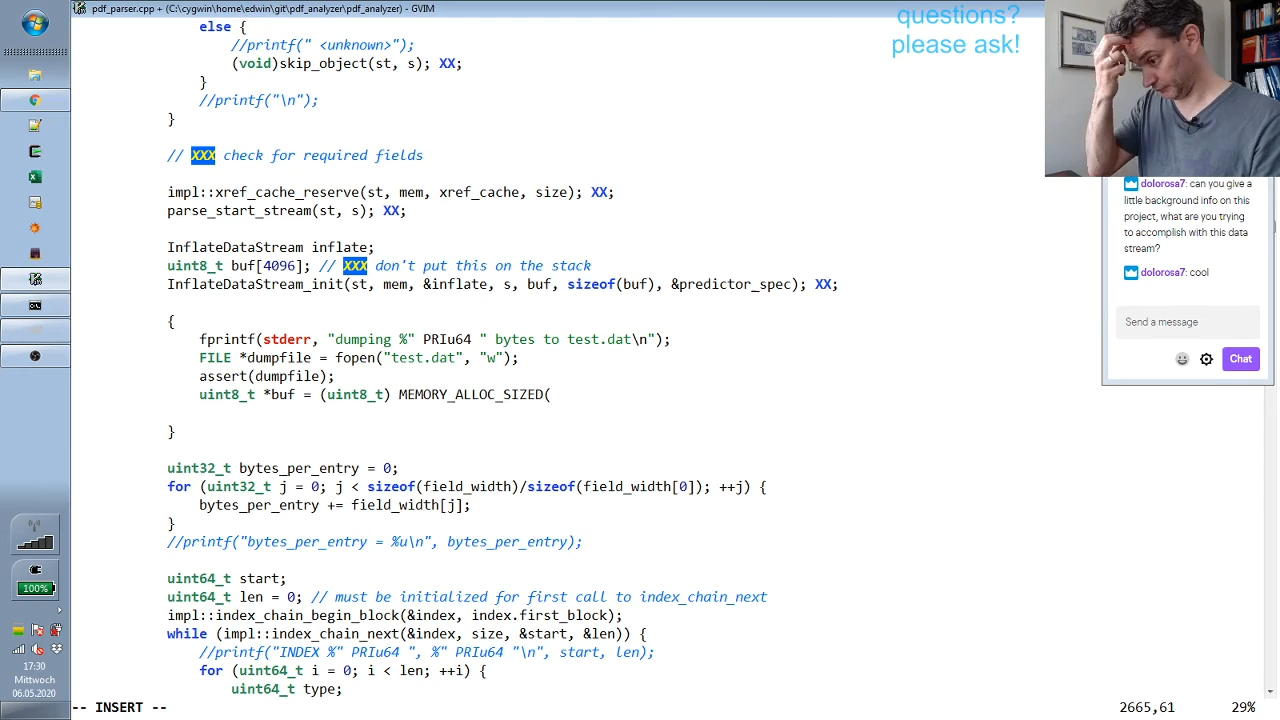 pdf_parser.cpp + (C:\cygwin\home\edwin\git\pdf_analyzer\pdf_analyzer) - GVIM
questions?
please ask!
else {
//printf(" <unknown>");
(void)skip_object(st, s); XX;
}
//printf("\n");
}
// XXX check for required fields
impl::xref_cache_reserve(st, mem, xref_cache, size); XX;
parse_start_stream(st, s); XX;
InflateDataStream inflate;
uint8_t buf[4096]; // XXX don't put this on the stack
InflateDataStream_init(st, mem, &inflate, s, buf, sizeof(buf), &predictor_spec); XX;
{
fprintf(stderr, "dumping %" PRIu64 " bytes to test.dat\n");
FILE *dumpfile = fopen("test.dat", "w");
assert(dumpfile);
uint8_t *buf = (uint8_t) MEMORY_ALLOC_SIZED(
}
uint32_t bytes_per_entry = 0;
for (uint32_t j = 0; j < sizeof(field_width)/sizeof(field_width[0]); ++j) {
bytes_per_entry += field_width[j];
}
//printf("bytes_per_entry = %u\n", bytes_per_entry);
uint64_t start;
uint64_t len = 0; // must be initialized for first call to index_chain_next
impl::index_chain_begin_block(&index, index.first_block);
while (impl::index_chain_next(&index, size, &start, &len)) {
//printf("INDEX %" PRIu64 ", %" PRIu64 "\n", start, len);
for (uint64_t i = 0; i < len; ++i) {
uint64_t type;
-- INSERT --
2665,61
29%
dolorosa7: can you give a
little background info on this
project, what are you trying
to accomplish with this data
stream?
dolorosa7: cool
Send a message
Chat
100%
17:30
Mittwoch
06.05.2020